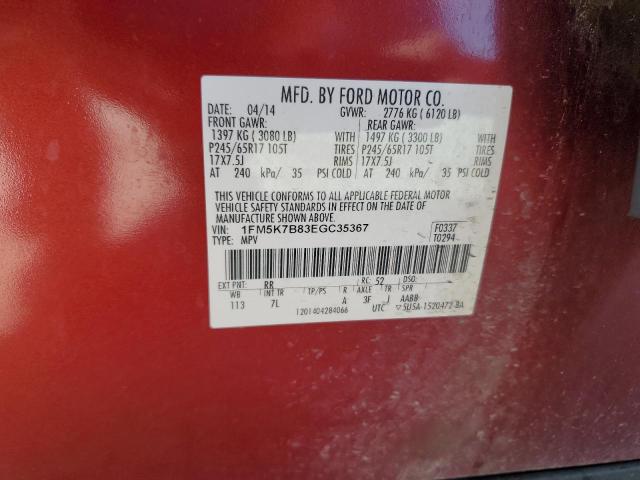 MFD. BY FORD MOTOR CO.
DATE: 04/14 GVWR: 2776 KG ( 6120 LB)
FRONT GAWR: REAR GAWR:
1397 KG ( 3080 LB) WITH 1497 KG ( 3300 LB) WITH
P245/65R17 105T TIRES P245/65R17 105T TIRES
17X7.5J RIMS 17X7.5J RIMS
AT 240 kPa/ 35 PSI COLD AT 240 kPa/ 35 PSI COLD
THIS VEHICLE CONFORMS TO ALL APPLICABLE FEDERAL MOTOR
VEHICLE SAFETY STANDARDS IN EFFECT ON THE DATE OF
MANUFACTURE SHOWN ABOVE.
VIN: 1FM5K7B83EGC35367 F0337
TYPE: MPV T0294
EXT PNT: RR RC: 52 DSO:
WB INT TR TP/PS R AXLE TR SPR
113 7L A 3F J AABB
1201404284066 UTC 5U5A-1520472-BA